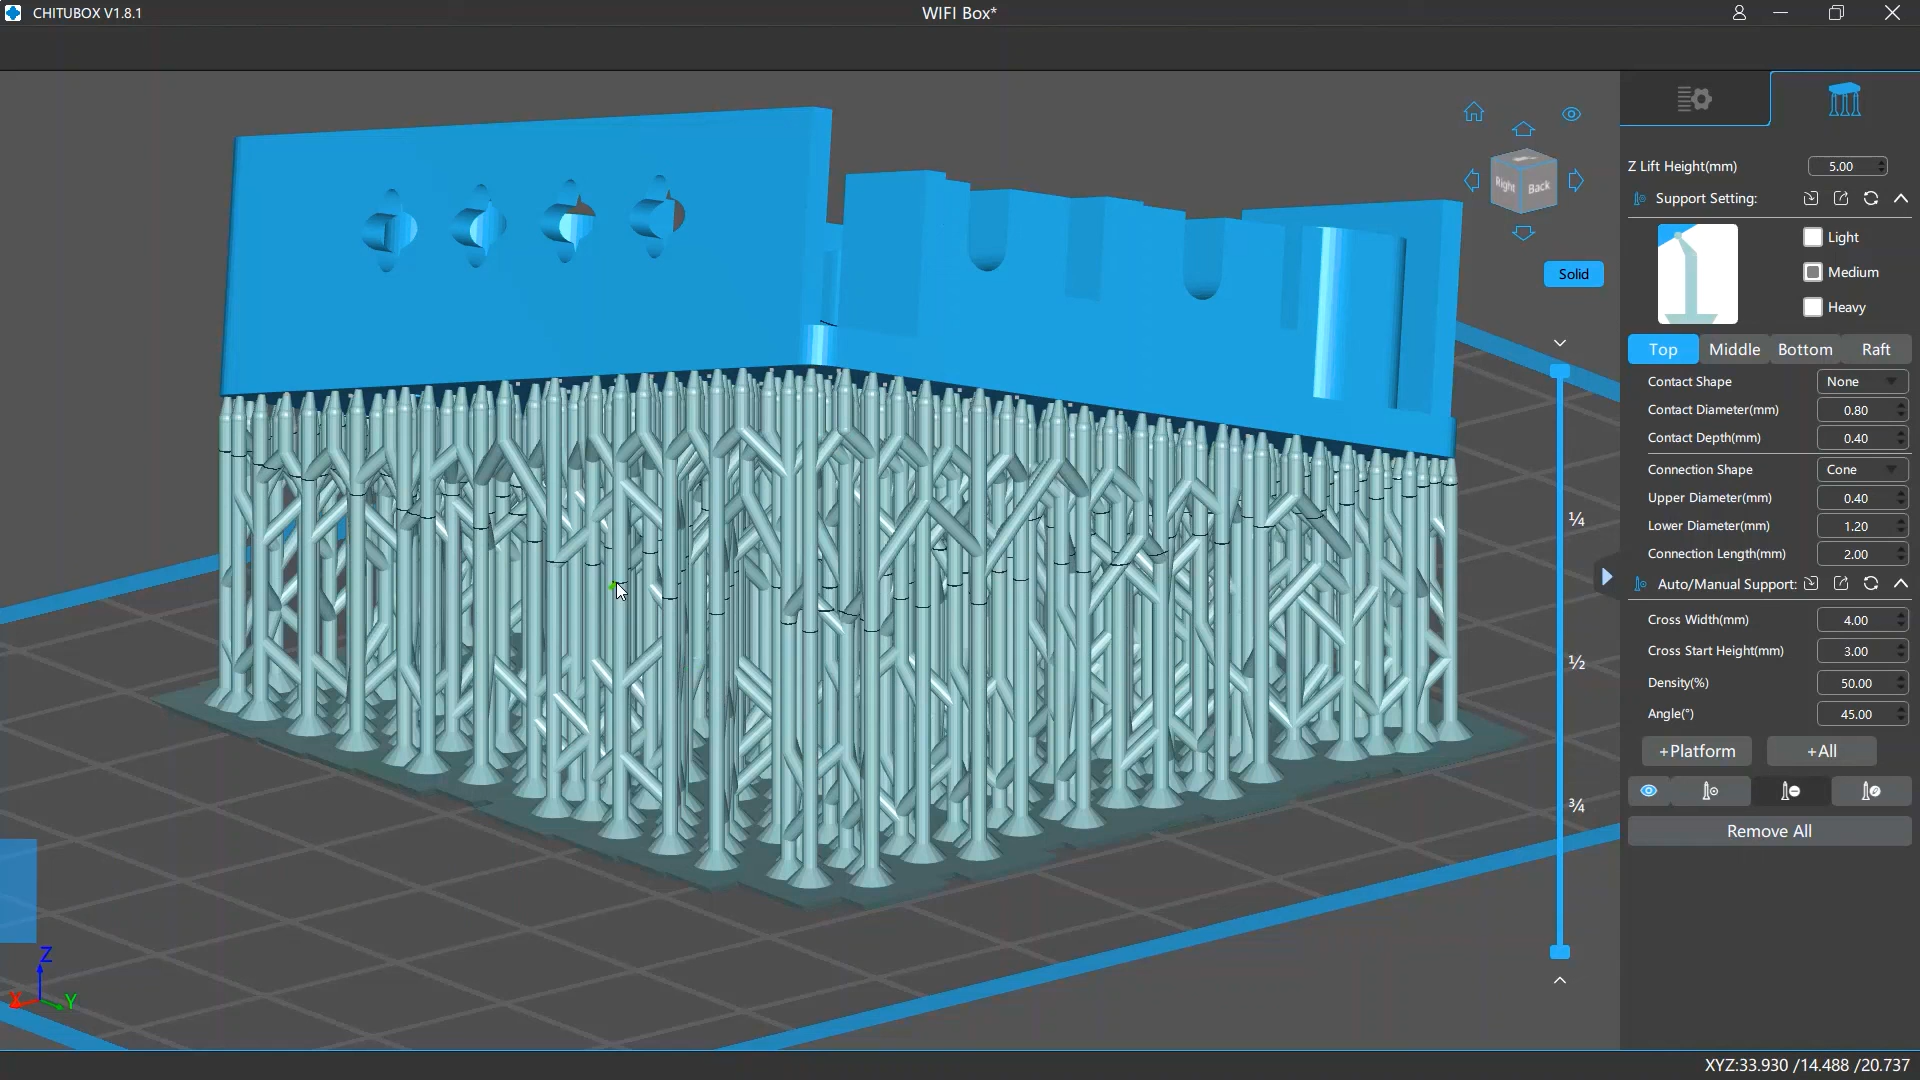 CHITUBOX V1.8.1
WIFI Box*
Z Lift Height(mm) 5.00
Support Setting:
Light
Medium
Heavy
Right Back
Solid
Top Middle Bottom Raft
Contact Shape None
Contact Diameter(mm) 0.80
Contact Depth(mm) 0.40
Connection Shape Cone
Upper Diameter(mm) 0.40
Lower Diameter(mm) 1.20
Connection Length(mm) 2.00
Auto/Manual Support:
Cross Width(mm) 4.00
Cross Start Height(mm) 3.00
Density(%) 50.00
Angle(°) 45.00
+Platform +All
Remove All
¼
½
¾
Z
X Y
XYZ:33.930 /14.488 /20.737